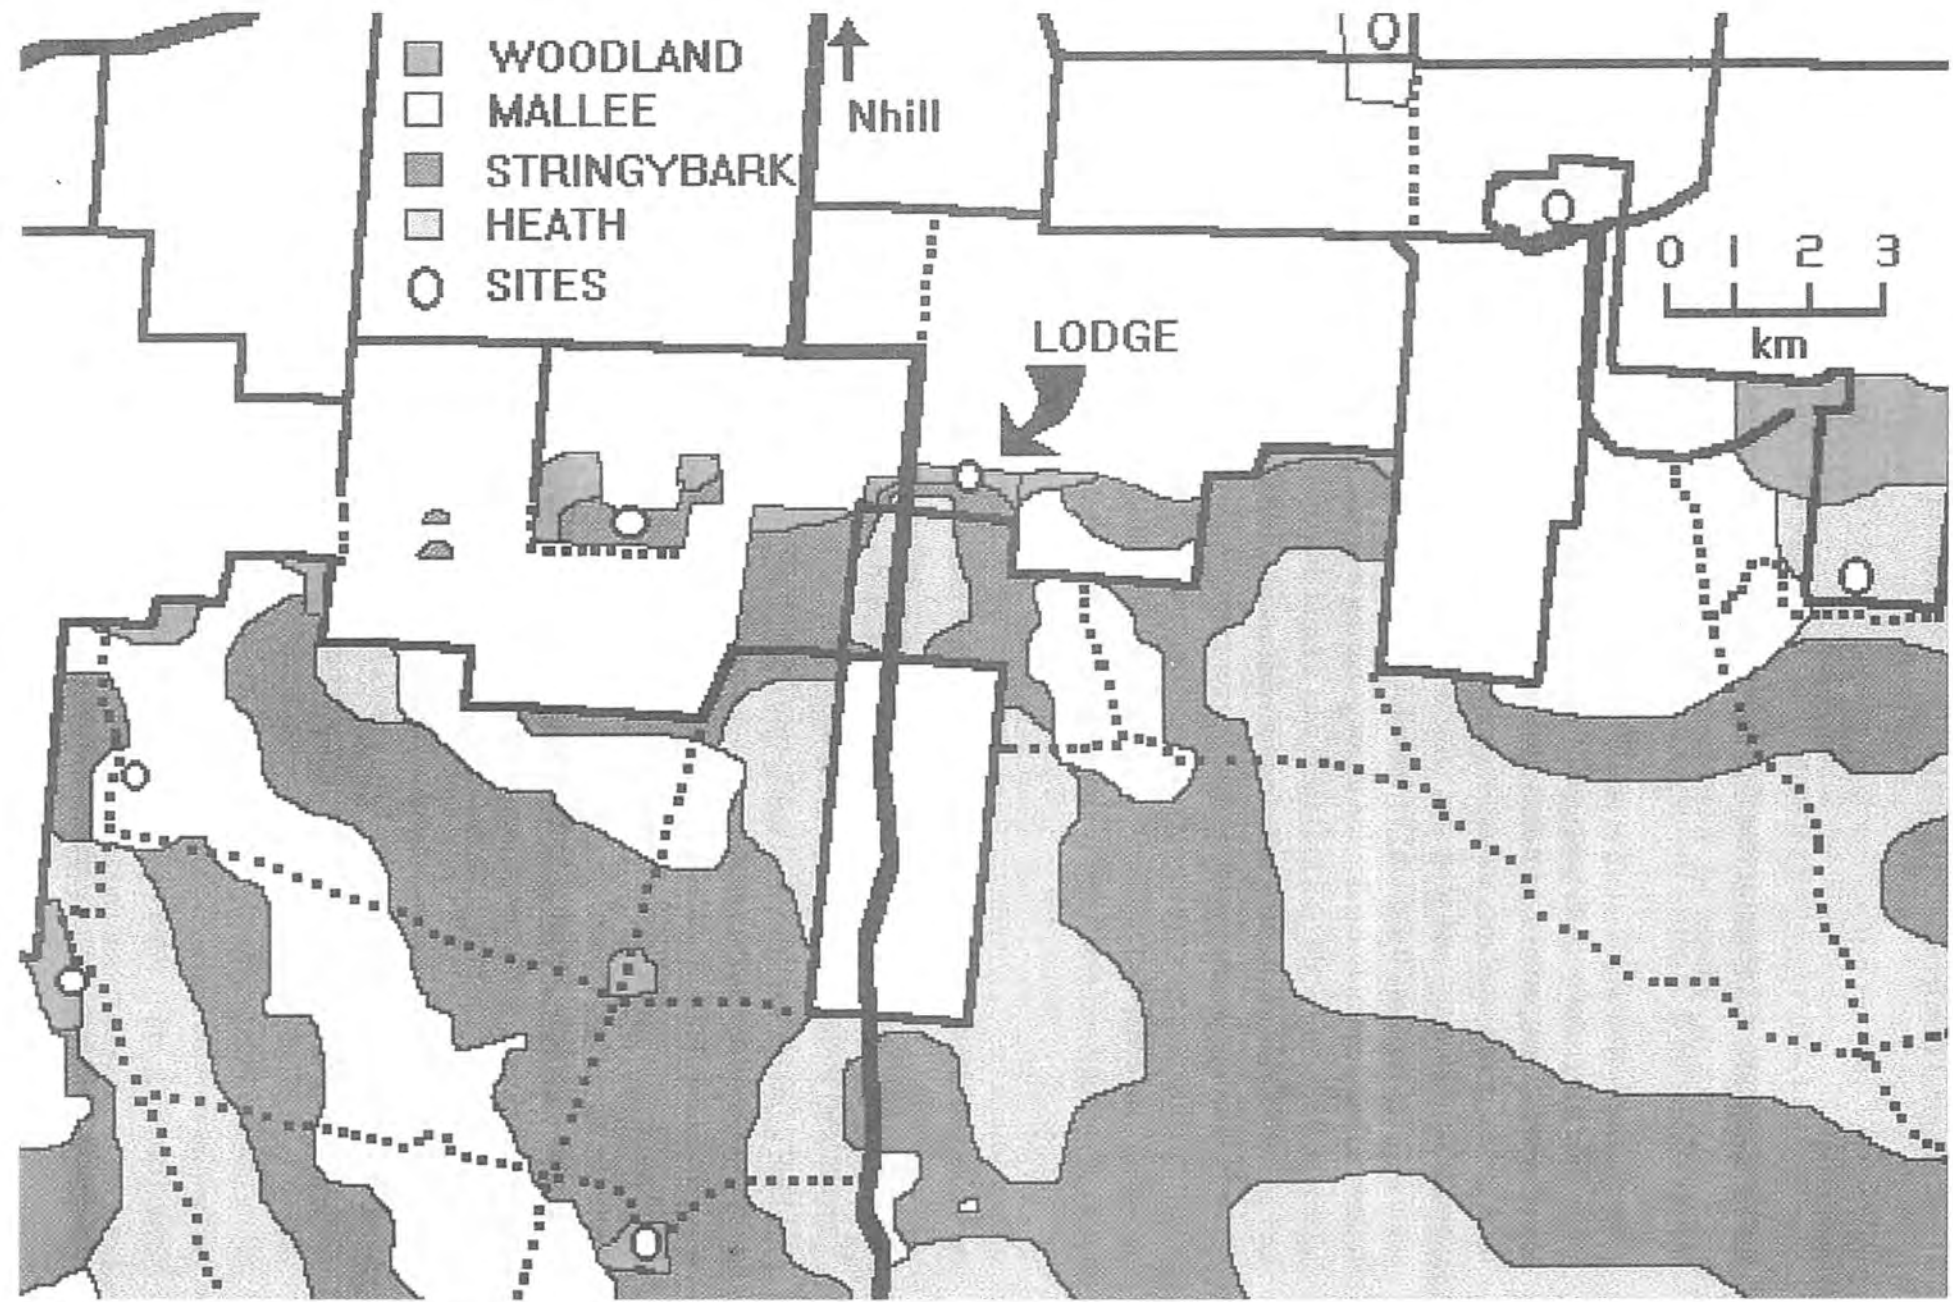 WOODLAND
MALLEE
STRINGYBARK
HEATH
SITES
Nhill
LODGE
0 1 2 3
km